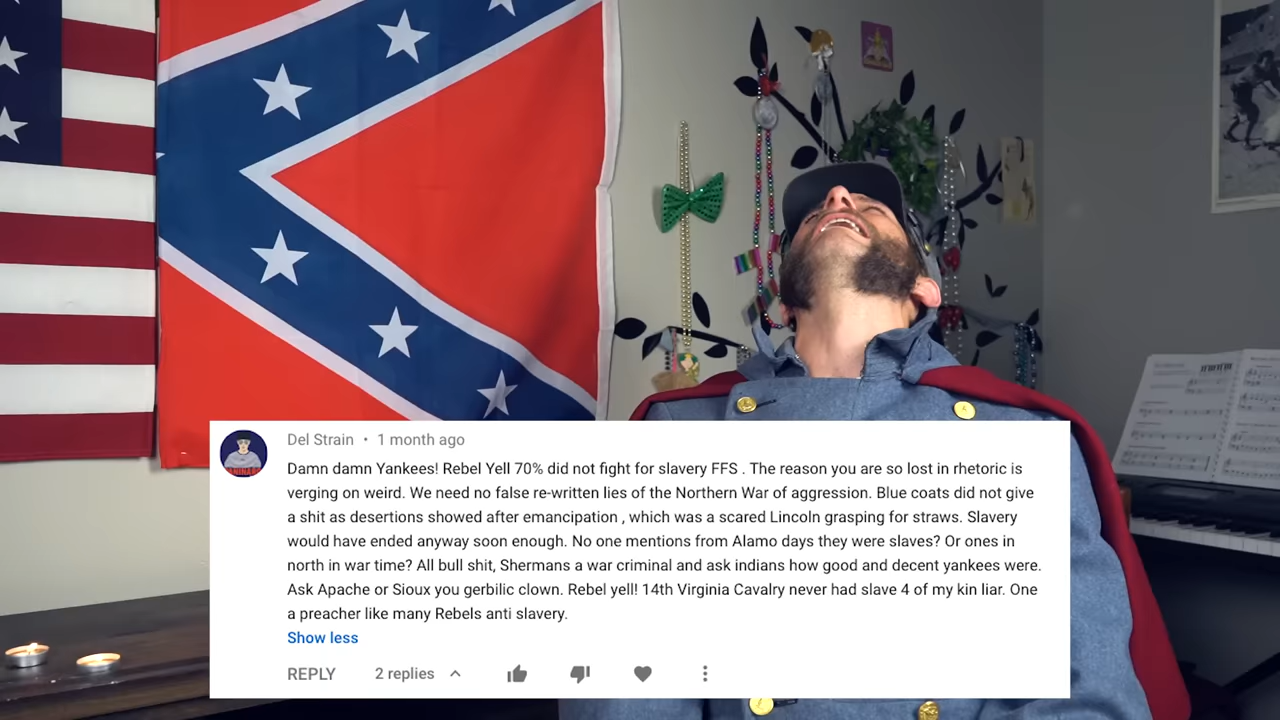 Del Strain • 1 month ago
Damn damn Yankees! Rebel Yell 70% did not fight for slavery FFS . The reason you are so lost in rhetoric is
verging on weird. We need no false re-written lies of the Northern War of aggression. Blue coats did not give
a shit as desertions showed after emancipation , which was a scared Lincoln grasping for straws. Slavery
would have ended anyway soon enough. No one mentions from Alamo days they were slaves? Or ones in
north in war time? All bull shit, Shermans a war criminal and ask indians how good and decent yankees were.
Ask Apache or Sioux you gerbilic clown. Rebel yell! 14th Virginia Cavalry never had slave 4 of my kin liar. One
a preacher like many Rebels anti slavery.
Show less
REPLY 2 replies